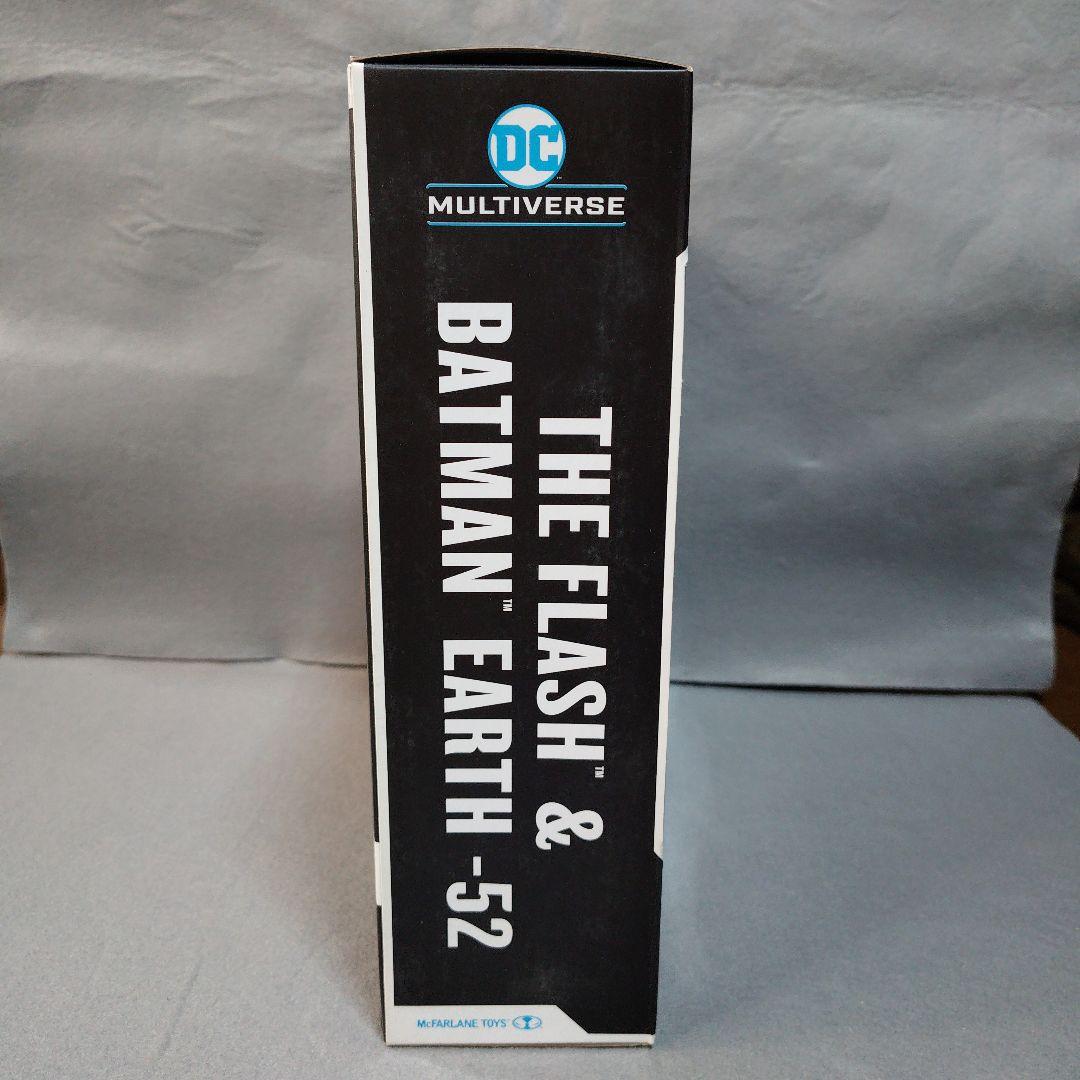 DC
MULTIVERSE
THE FLASH™ &
BATMAN™ EARTH -52
McFARLANE TOYS